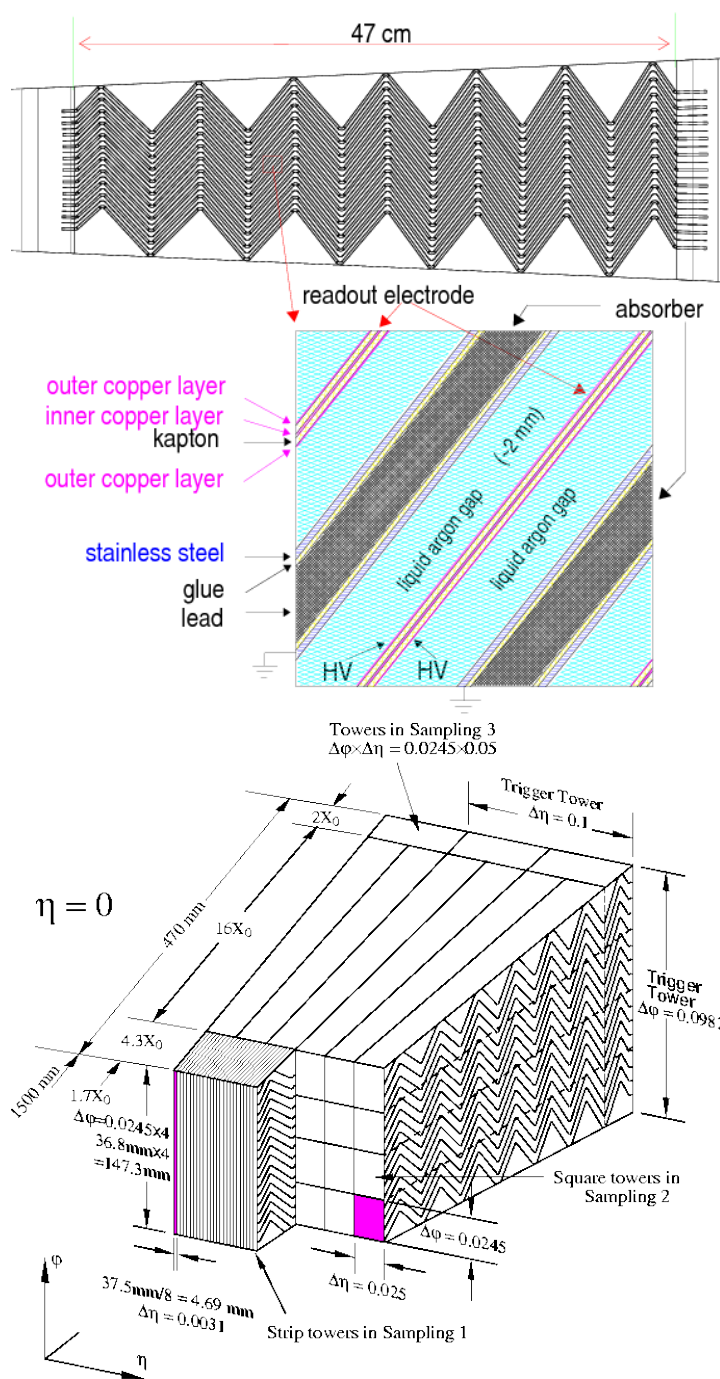 47 cm
readout electrode
absorber
outer copper layer
inner copper layer
kapton
outer copper layer
(~2 mm)
liquid argon gap
liquid argon gap
stainless steel
glue
lead
HV
HV
Towers in Sampling 3
Δφ×Δη = 0.0245×0.05
Trigger Tower
Δη = 0.1
2X₀
η = 0
470 mm
16X₀
Trigger
Tower
Δφ = 0.0982
4.3X₀
1500 mm
1.7X₀
Δφ=0.0245x4
36.8mmx4
=147.3mm
Square towers in
Sampling 2
Δφ = 0.0245
Δη = 0.025
37.5mm/8 = 4.69 mm
Δη = 0.0031
Strip towers in Sampling 1
φ
η